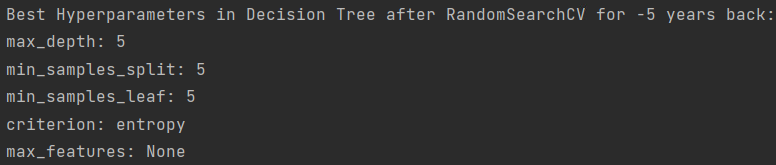 Best Hyperparameters in Decision Tree after RandomSearchCV for -5 years back:
max_depth: 5
min_samples_split: 5
min_samples_leaf: 5
criterion: entropy
max_features: None